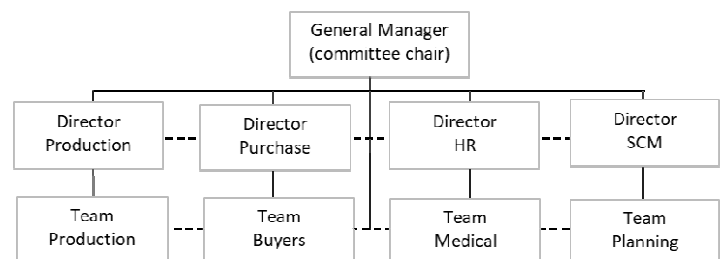 General Manager
(committee chair)
Director
Production
Director
Purchase
Director
HR
Director
SCM
Team
Production
Team
Buyers
Team
Medical
Team
Planning